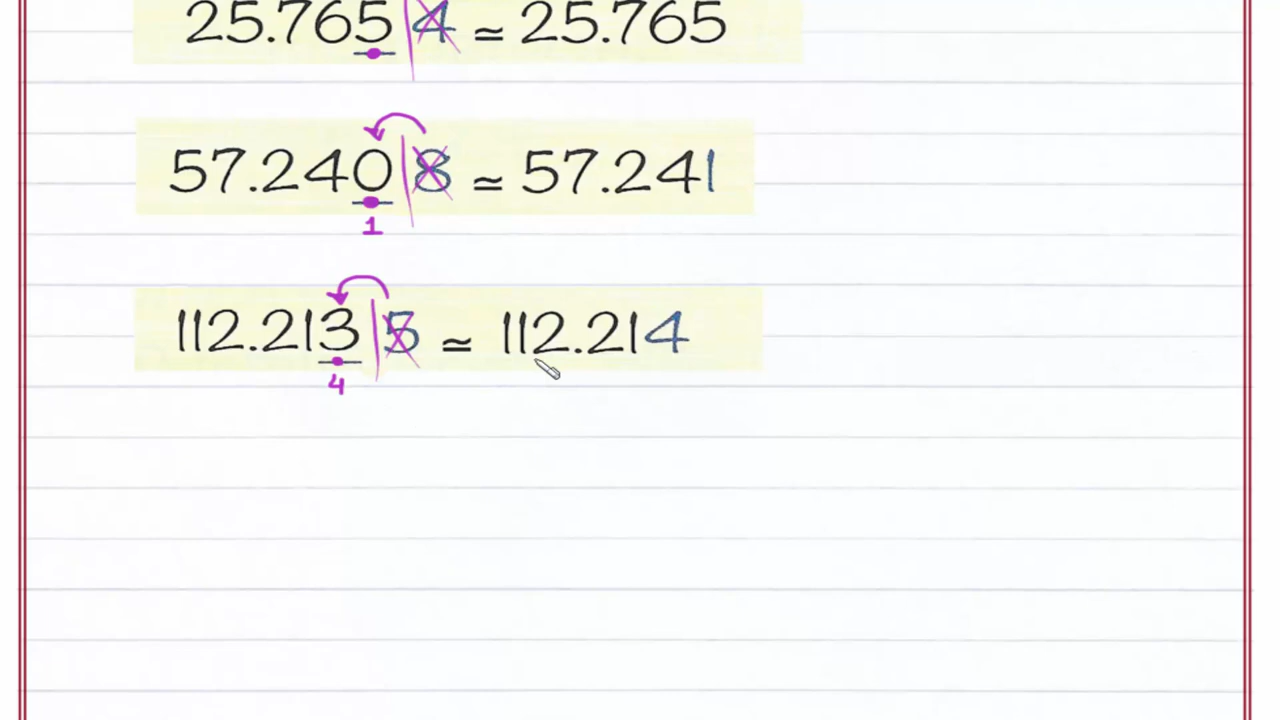 25.7654 ≃ 25.765
57.2408 ≃ 57.241
1
112.2135 ≃ 112.214
4